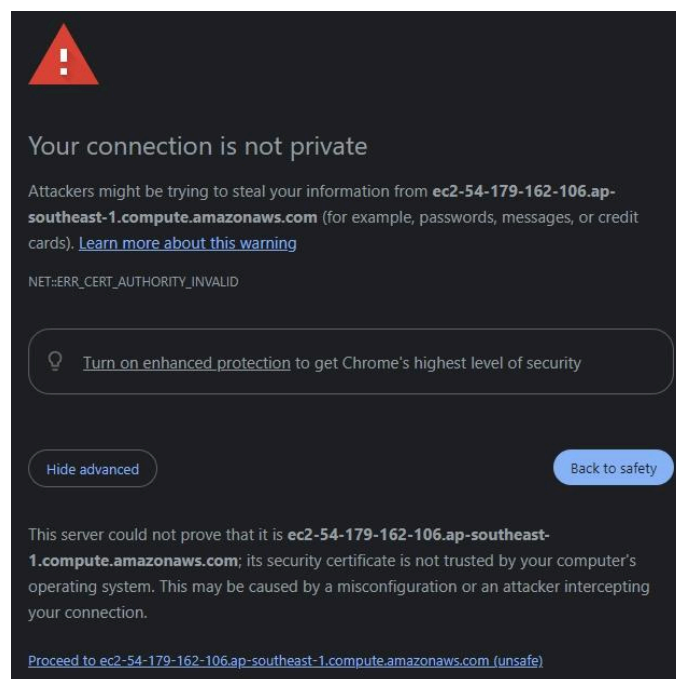 !
Your connection is not private
Attackers might be trying to steal your information from ec2-54-179-162-106.ap-
southeast-1.compute.amazonaws.com (for example, passwords, messages, or credit
cards). Learn more about this warning
NET::ERR_CERT_AUTHORITY_INVALID
Turn on enhanced protection to get Chrome's highest level of security
Hide advanced
Back to safety
This server could not prove that it is ec2-54-179-162-106.ap-southeast-
1.compute.amazonaws.com; its security certificate is not trusted by your computer's
operating system. This may be caused by a misconfiguration or an attacker intercepting
your connection.
Proceed to ec2-54-179-162-106.ap-southeast-1.compute.amazonaws.com (unsafe)